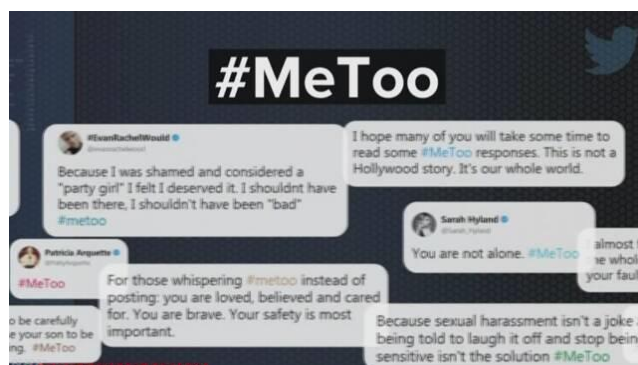 #MeToo
#EvanRachelWould
@evanrachelwood
Because I was shamed and considered a
"party girl" I felt I deserved it. I shouldnt have
been there, I shouldn't have been "bad"
#metoo
I hope many of you will take some time to
read some #MeToo responses. This is not a
Hollywood story. It's our whole world.
Sarah Hyland
@Sarah_Hyland
You are not alone. #MeToo
almost
whol
your faul
Patricia Arquette
#MeToo
For those whispering #metoo instead of
posting: you are loved, believed and cared
for. You are brave. Your safety is most
important.
o be carefully
e your son to be
ng. #MeToo
Because sexual harassment isn't a joke
being told to laugh it off and stop bein
sensitive isn't the solution #MeToo